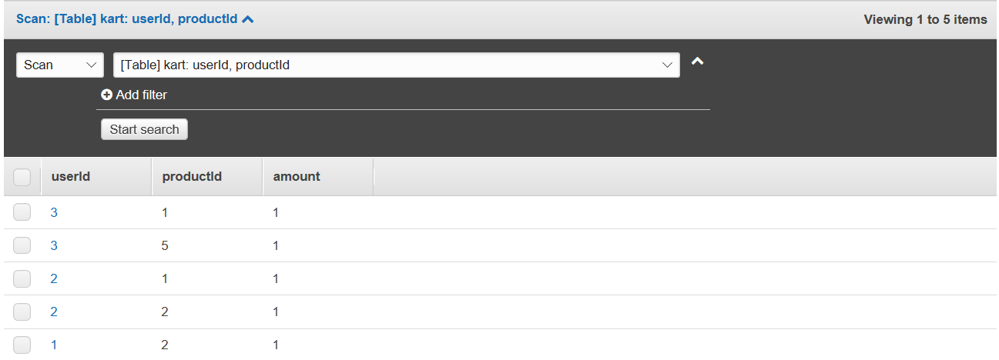 Scan: [Table] kart: userId, productId
Viewing 1 to 5 items
Scan [Table] kart: userId, productId
Add filter
Start search
userId productId amount
3 1 1
3 5 1
2 1 1
2 2 1
1 2 1